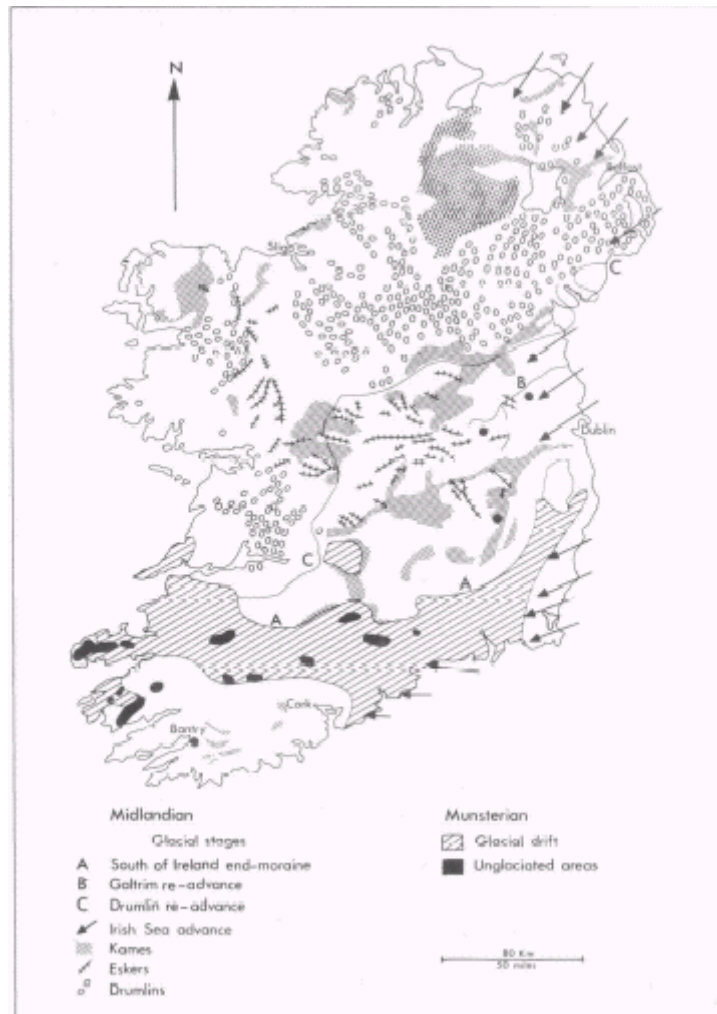 N
Sligo
C
B
Dublin
C
A
A
Cork
Bantry
Midlandian
Glacial stages
A South of Ireland end-moraine
B Galtrim re-advance
C Drumlin re-advance
Irish Sea advance
Kames
Eskers
Drumlins
Munsterian
Glacial drift
Unglaciated areas
80 Km
50 miles